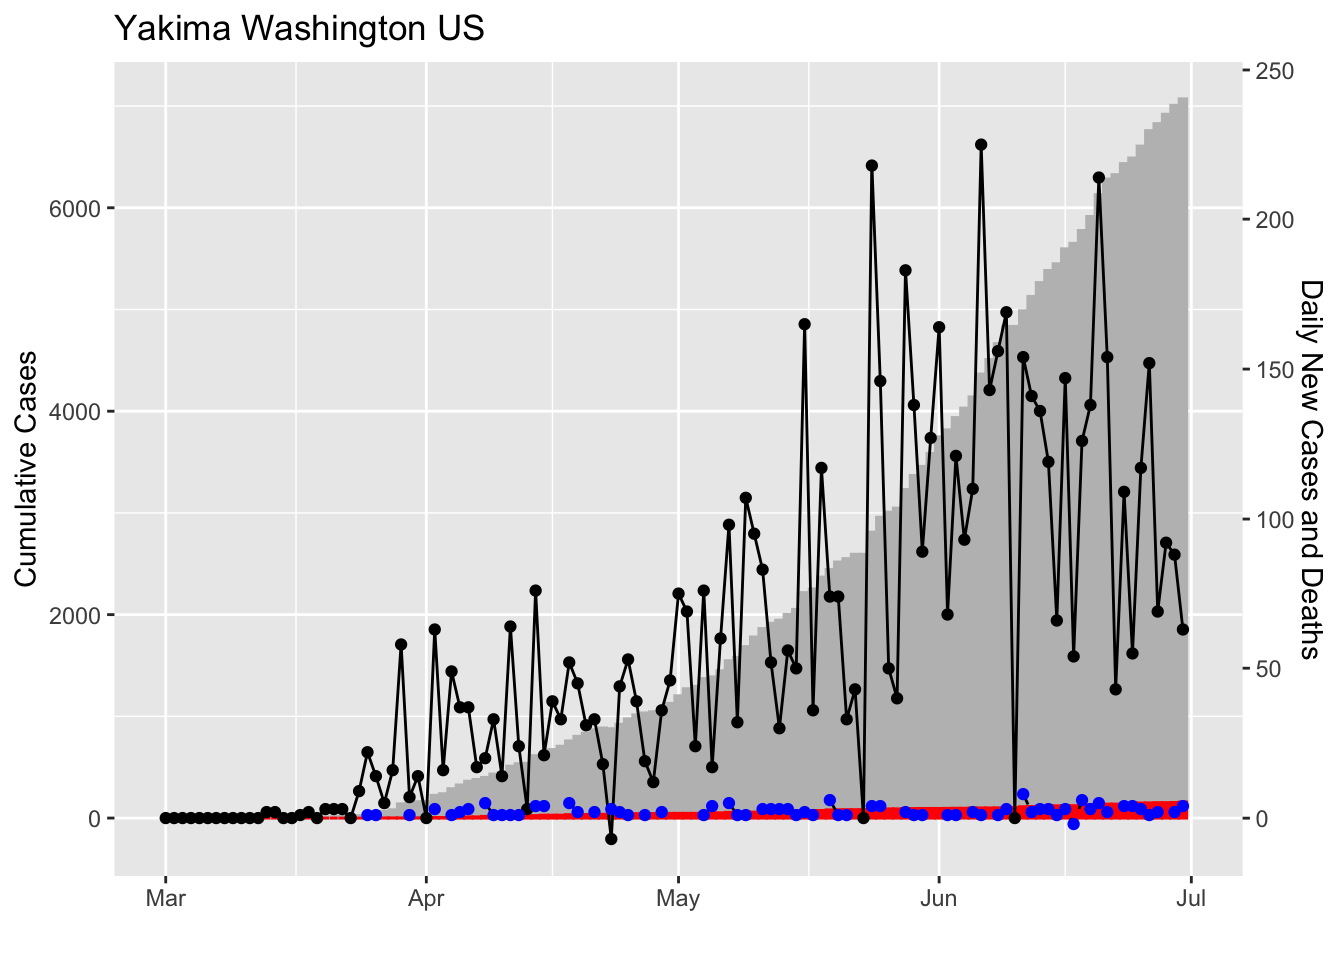 Yakima Washington US
Cumulative Cases
6000
4000
2000
0
250
200
150
100
50
0
Daily New Cases and Deaths
Mar
Apr
May
Jun
Jul